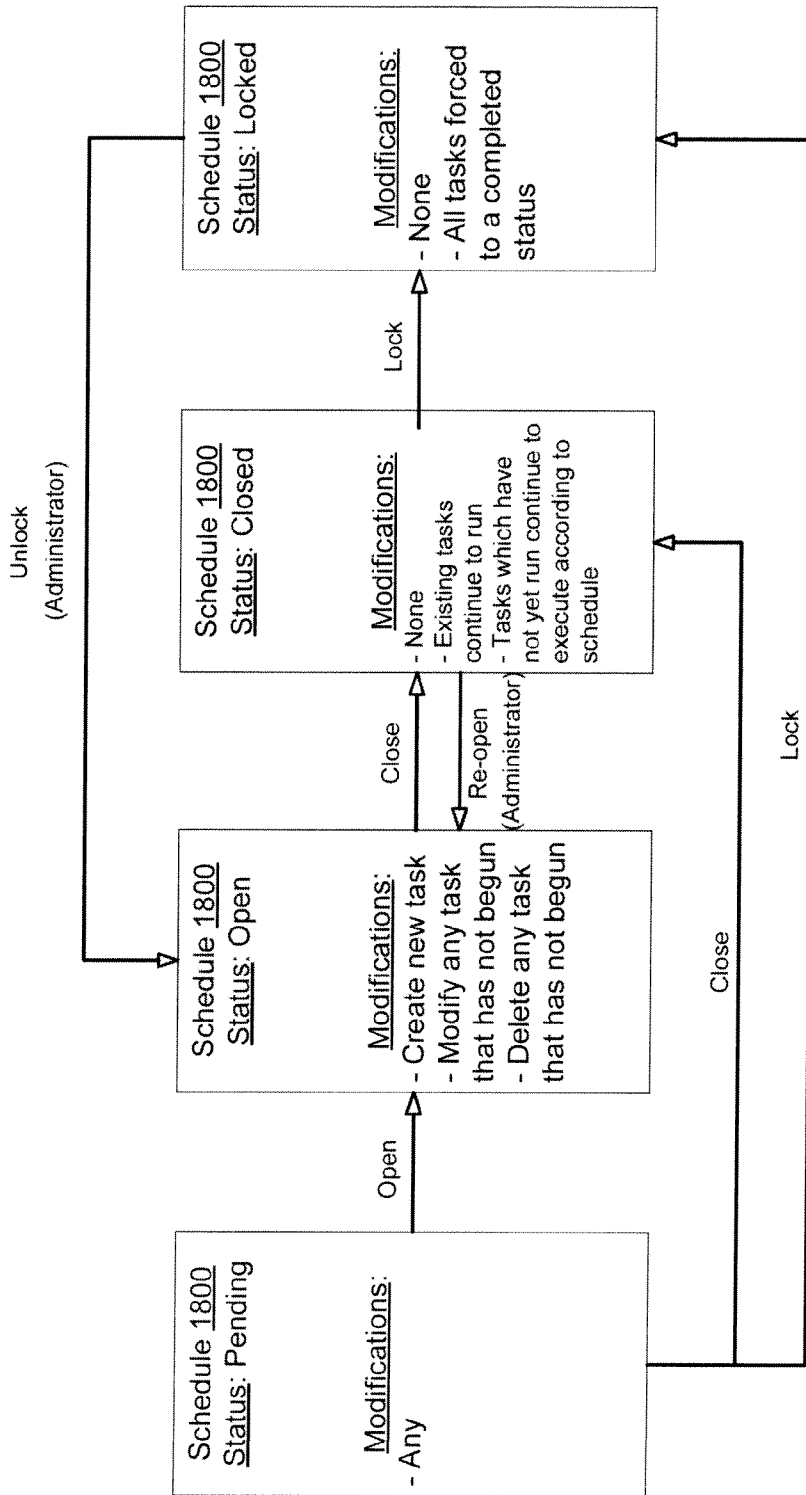 Unlock
(Administrator)
Schedule 1800
Status: Pending
Modifications:
- Any
Open
Schedule 1800
Status: Open
Modifications:
- Create new task
- Modify any task
that has not begun
- Delete any task
that has not begun
Close
Re-open
(Administrator)
Schedule 1800
Status: Closed
Modifications:
- None
- Existing tasks
continue to run
- Tasks which have
not yet run continue to
execute according to
schedule
Lock
Schedule 1800
Status: Locked
Modifications:
- None
- All tasks forced
to a completed
status
Close
Lock